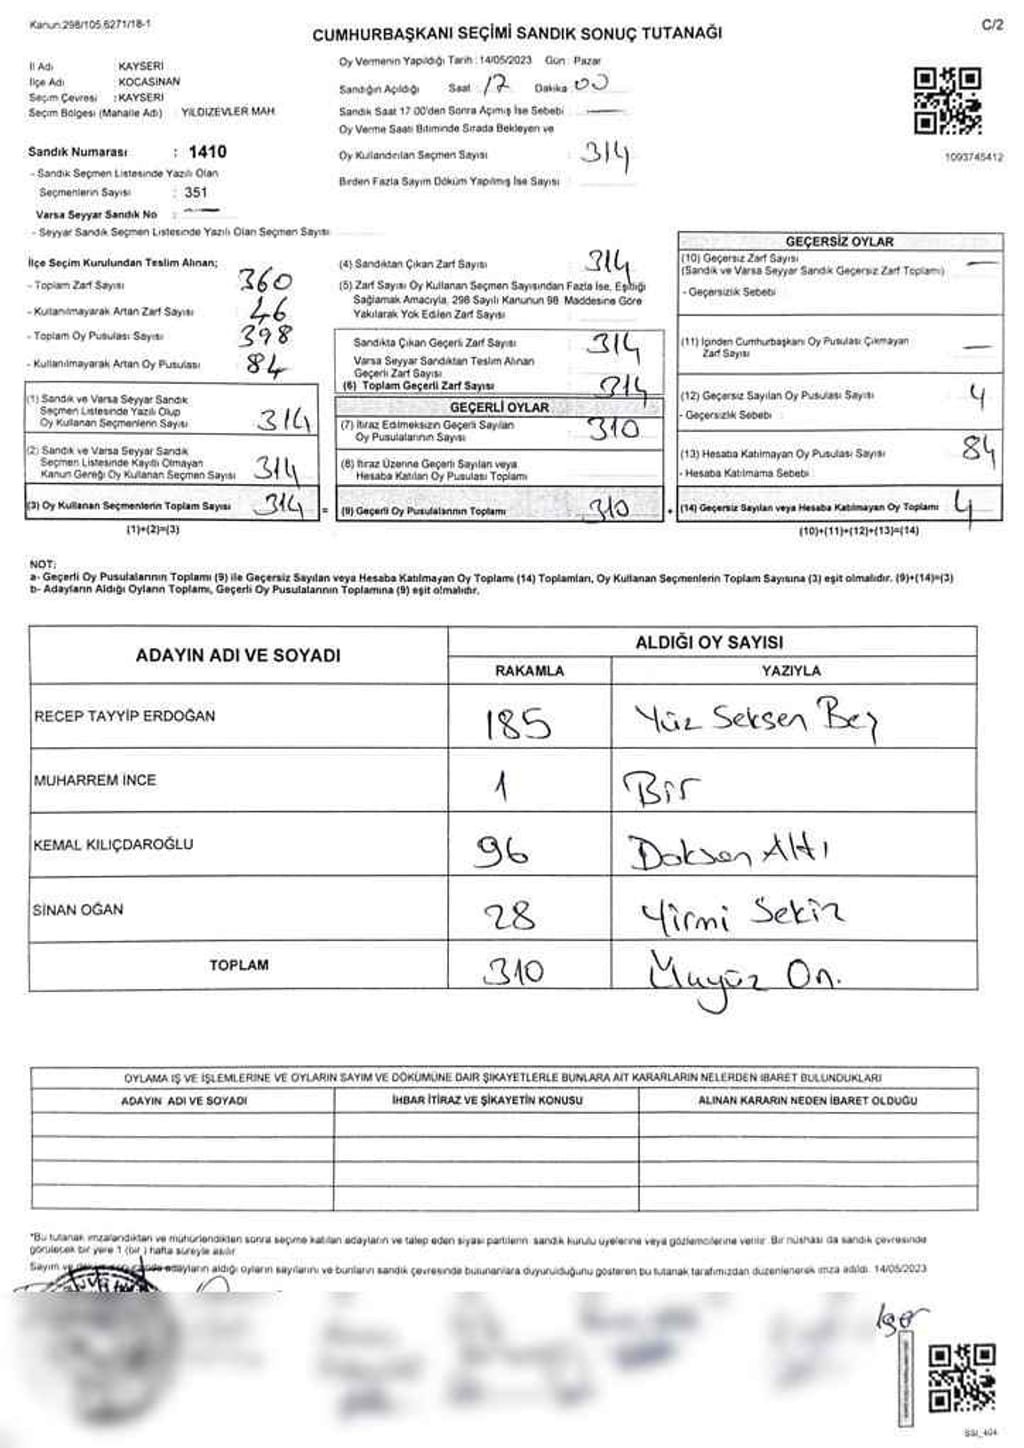 Kanun:298/105,6271/18-1
C/2
CUMHURBAŞKANI SEÇİMİ SANDIK SONUÇ TUTANAĞI
İl Adı : KAYSERİ
İlçe Adı : KOCASİNAN
Seçim Çevresi : KAYSERİ
Seçim Bölgesi (Mahalle Adı) : YILDIZEVLER MAH
Sandık Numarası : 1410
- Sandık Seçmen Listesinde Yazılı Olan
Seçmenlerin Sayısı : 351
Varsa Seyyar Sandık No : —
- Seyyar Sandık Seçmen Listesinde Yazılı Olan Seçmen Sayısı
Oy Vermenin Yapıldığı Tarih : 14/05/2023 Gün : Pazar
Sandığın Açıldığı Saat : 17 Dakika : 00
Sandık Saat 17.00'den Sonra Açımış İse Sebebi : —
Oy Verme Saati Bitiminde Sırada Bekleyen ve
Oy Kullandırılan Seçmen Sayısı : 314
Birden Fazla Sayım Döküm Yapılmış İse Sayısı :
1093745412
İlçe Seçim Kurulundan Teslim Alınan;
- Toplam Zarf Sayısı : 360
- Kullanılmayarak Artan Zarf Sayısı : 46
- Toplam Oy Pusulası Sayısı : 398
- Kullanılmayarak Artan Oy Pusulası : 84
(1) Sandık ve Varsa Seyyar Sandık
Seçmen Listesinde Yazılı Olup
Oy Kullanan Seçmenlerin Sayısı : 314
(2) Sandık ve Varsa Seyyar Sandık
Seçmen Listesinde Kayıtlı Olmayan
Kanun Gereği Oy Kullanan Seçmen Sayısı : 314
(3) Oy Kullanan Seçmenlerin Toplam Sayısı : 314
(1)+(2)=(3)
(4) Sandıktan Çıkan Zarf Sayısı : 314
(5) Zarf Sayısı Oy Kullanan Seçmen Sayısından Fazla İse, Eşitliği
Sağlamak Amacıyla, 298 Sayılı Kanunun 98. Maddesine Göre
Yakılarak Yok Edilen Zarf Sayısı :
Sandıkta Çıkan Geçerli Zarf Sayısı : 314
Varsa Seyyar Sandıktan Teslim Alınan
Geçerli Zarf Sayısı :
(6) Toplam Geçerli Zarf Sayısı : 314
GEÇERLİ OYLAR
(7) İtiraz Edilmeksizin Geçerli Sayılan
Oy Pusulalarının Sayısı : 310
(8) İtiraz Üzerine Geçerli Sayılan veya
Hesaba Katılan Oy Pusulası Toplamı :
= (9) Geçerli Oy Pusulalarının Toplamı : 310
GEÇERSİZ OYLAR
(10) Geçersiz Zarf Sayısı : —
(Sandık ve Varsa Seyyar Sandık Geçersiz Zarf Toplamı)
- Geçersizlik Sebebi :
(11) İçinden Cumhurbaşkanı Oy Pusulası Çıkmayan
Zarf Sayısı : —
(12) Geçersiz Sayılan Oy Pusulası Sayısı : 4
- Geçersizlik Sebebi :
(13) Hesaba Katılmayan Oy Pusulası Sayısı : 84
- Hesaba Katılmama Sebebi :
+ (14) Geçersiz Sayılan veya Hesaba Katılmayan Oy Toplamı : 4
(10)+(11)+(12)+(13)=(14)
NOT;
a- Geçerli Oy Pusulalarının Toplamı (9) ile Geçersiz Sayılan veya Hesaba Katılmayan Oy Toplamı (14) Toplamları, Oy Kullanan Seçmenlerin Toplam Sayısına (3) eşit olmalıdır. (9)+(14)=(3)
b- Adayların Aldığı Oyların Toplamı, Geçerli Oy Pusulalarının Toplamına (9) eşit olmalıdır.
ADAYIN ADI VE SOYADI ALDIĞI OY SAYISI
RAKAMLA YAZIYLA
RECEP TAYYİP ERDOĞAN 185 Yüz Seksen Beş
MUHARREM İNCE 1 Bir
KEMAL KILIÇDAROĞLU 96 Doksan Altı
SİNAN OĞAN 28 Yirmi Sekiz
TOPLAM 310 Üçyüz On.
OYLAMA İŞ VE İŞLEMLERİNE VE OYLARIN SAYIM VE DÖKÜMÜNE DAİR ŞİKAYETLERLE BUNLARA AİT KARARLARIN NELERDEN İBARET BULUNDUKLARI
ADAYIN ADI VE SOYADI İHBAR İTİRAZ VE ŞİKAYETİN KONUSU ALINAN KARARIN NEDEN İBARET OLDUĞU
*Bu tutanak imzalandıktan ve mühürlendikten sonra seçime katılan adayların ve talep eden siyasi partilerin sandık kurulu üyelerine veya gözlemcilerine verilir. Bir nüshası da sandık çevresinde
görülecek bir yere 1 (bir) hafta süreyle asılır.
Sayım ve adayların aldığı oyların sayılarını ve bunların sandık çevresinde bulunanlara duyurulduğunu gösteren bu tutanak tarafımızdan düzenlenerek imza edildi. 14/05/2023
SSI_404